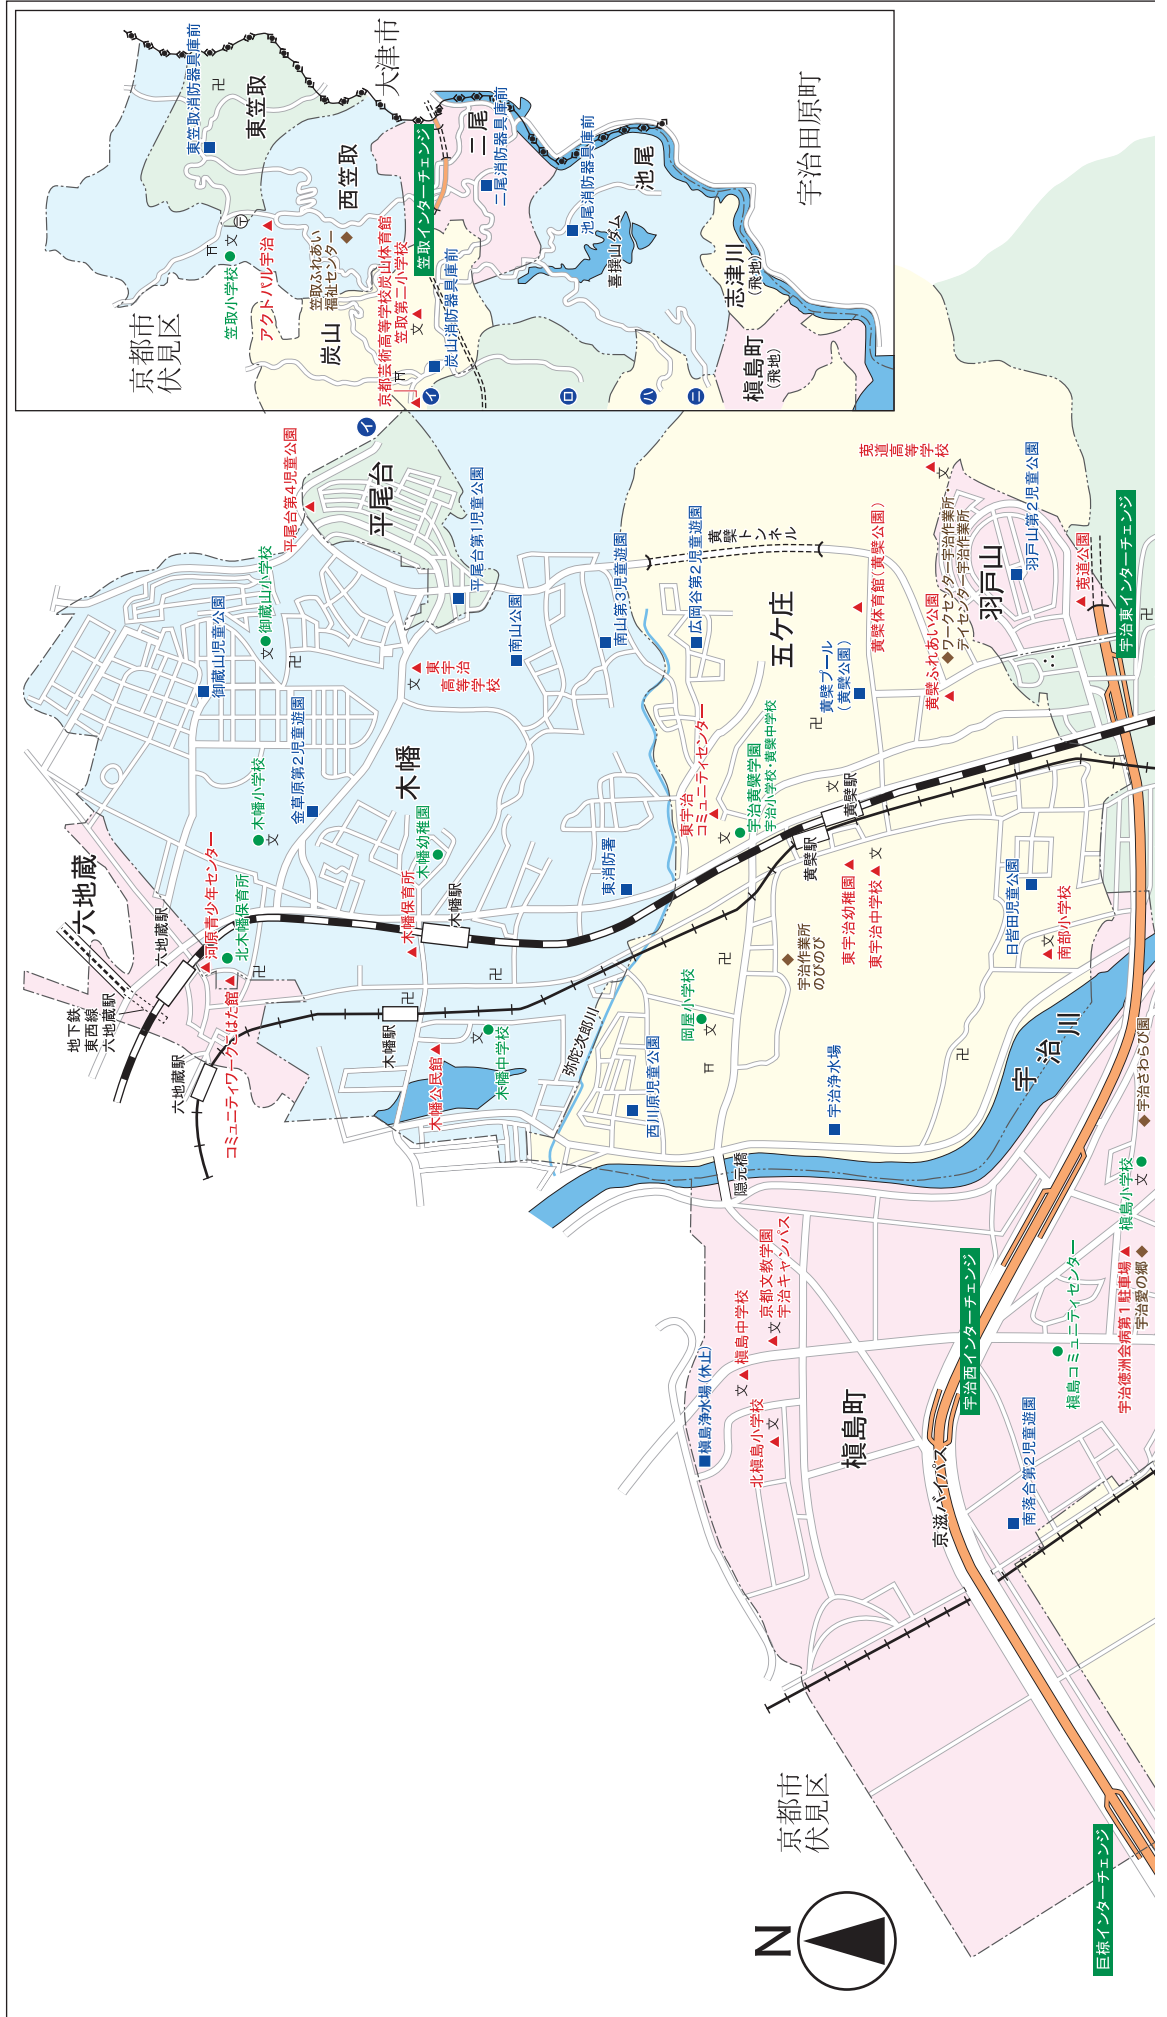 大津市
宇治田原町
京都市
伏見区
東笠取消防器具庫前
東笠取
西笠取
笠取小学校
文
アクトパル宇治
笠取ふれあい
福祉センター
炭山
京都芸術高等学校炭山体育館
笠取第二小学校
文
笠取インターチェンジ
炭山消防器具庫前
二尾
二尾消防器具庫前
池尾
池尾消防器具庫前
喜撰山ダム
志津川
(飛地)
槇島町
(飛地)
イ
ロ
ハ
ニ
イ
平尾台第4児童公園
平尾台
平尾台第1児童公園
御蔵山小学校
文
御蔵山児童公園
金草原第2児童遊園
東宇治
高等学校
文
南山公園
南山第3児童遊園
木幡
木幡小学校
文
木幡幼稚園
木幡保育所
木幡駅
六地蔵
六地蔵駅
河原青少年センター
北木幡保育所
地下鉄
東西線
六地蔵駅
六地蔵駅
コミュニティワークこはた館
木幡駅
木幡公民館
文
木幡中学校
東消防署
弥陀次郎川
広岡谷第2児童遊園
黄檗トンネル
五ケ庄
黄檗プール
(黄檗公園)
黄檗体育館(黄檗公園)
東宇治
コミュニティセンター
文
宇治黄檗学園
宇治小学校・黄檗中学校
黄檗駅
文
黄檗駅
東宇治幼稚園
東宇治中学校
文
宇治作業所
のびのび
岡屋小学校
文
西川原児童公園
宇治浄水場
隠元橋
莵道高等学校
文
羽戸山
羽戸山第2児童公園
ワークセンター宇治作業所・
デイセンター宇治作業所
黄檗ふれあい公園
莵道公園
宇治東インターチェンジ
日皆田児童公園
文
南部小学校
宇治川
宇治さわらび園
槇島小学校
文
宇治徳洲会病第1駐車場
宇治愛の郷
槇島コミュニティセンター
宇治西インターチェンジ
京都文教学園
宇治キャンパス
文
槇島中学校
文
北槇島小学校
文
槇島浄水場(休止)
槇島町
京滋バイパス
南落合第2児童遊園
京都市
伏見区
巨椋インターチェンジ
N